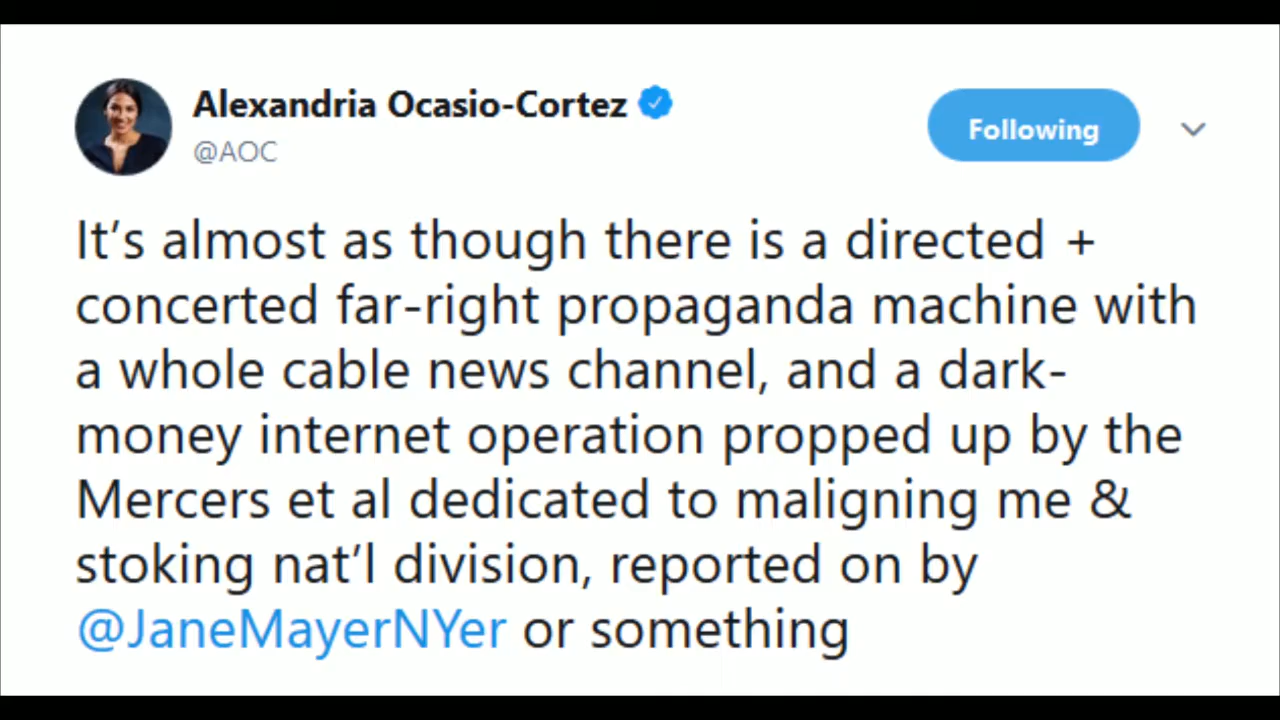 Alexandria Ocasio-Cortez
@AOC
Following
It’s almost as though there is a directed +
concerted far-right propaganda machine with
a whole cable news channel, and a dark-
money internet operation propped up by the
Mercers et al dedicated to maligning me &
stoking nat’l division, reported on by
@JaneMayerNYer or something